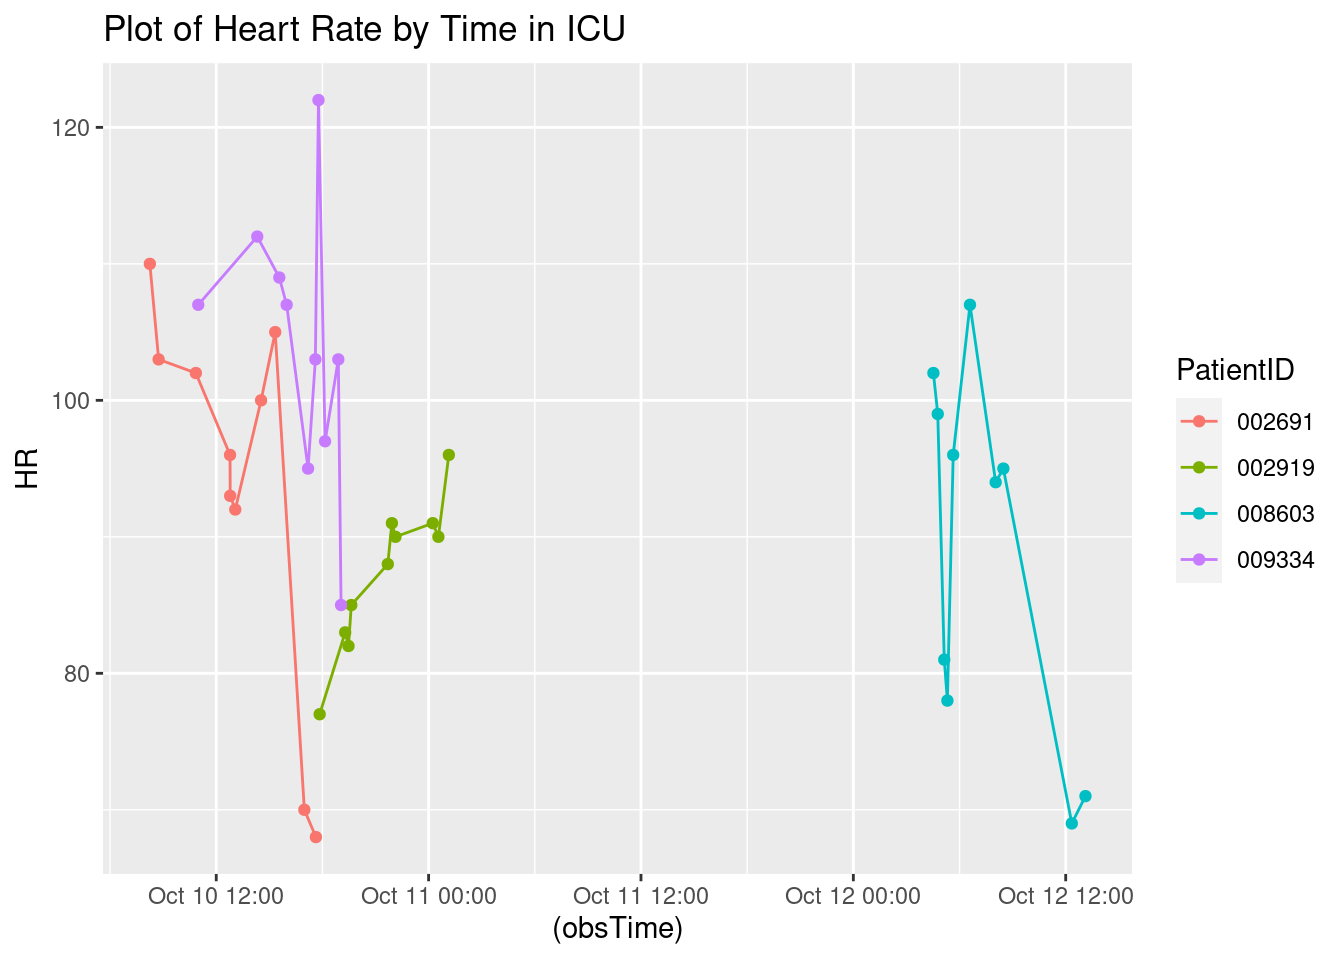 Plot of Heart Rate by Time in ICU
120
100
80
HR
Oct 10 12:00
Oct 11 00:00
Oct 11 12:00
Oct 12 00:00
Oct 12 12:00
(obsTime)
PatientID
002691
002919
008603
009334